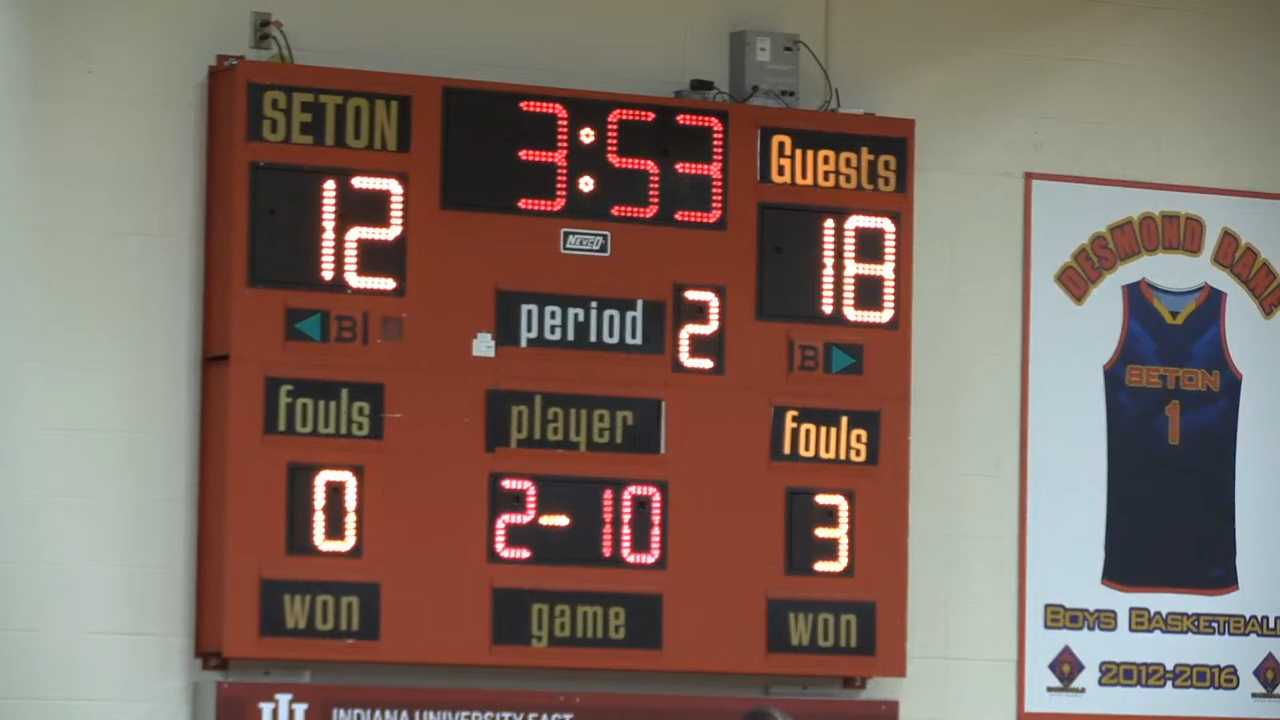 SETON
3:53
Guests
12
18
NEVCO
period 2
B
B
fouls
player
fouls
0
2-10
3
won
game
won
INDIANA UNIVERSITY EAST
DESMOND BANE
SETON
1
BOYS BASKETBALL
2012-2016